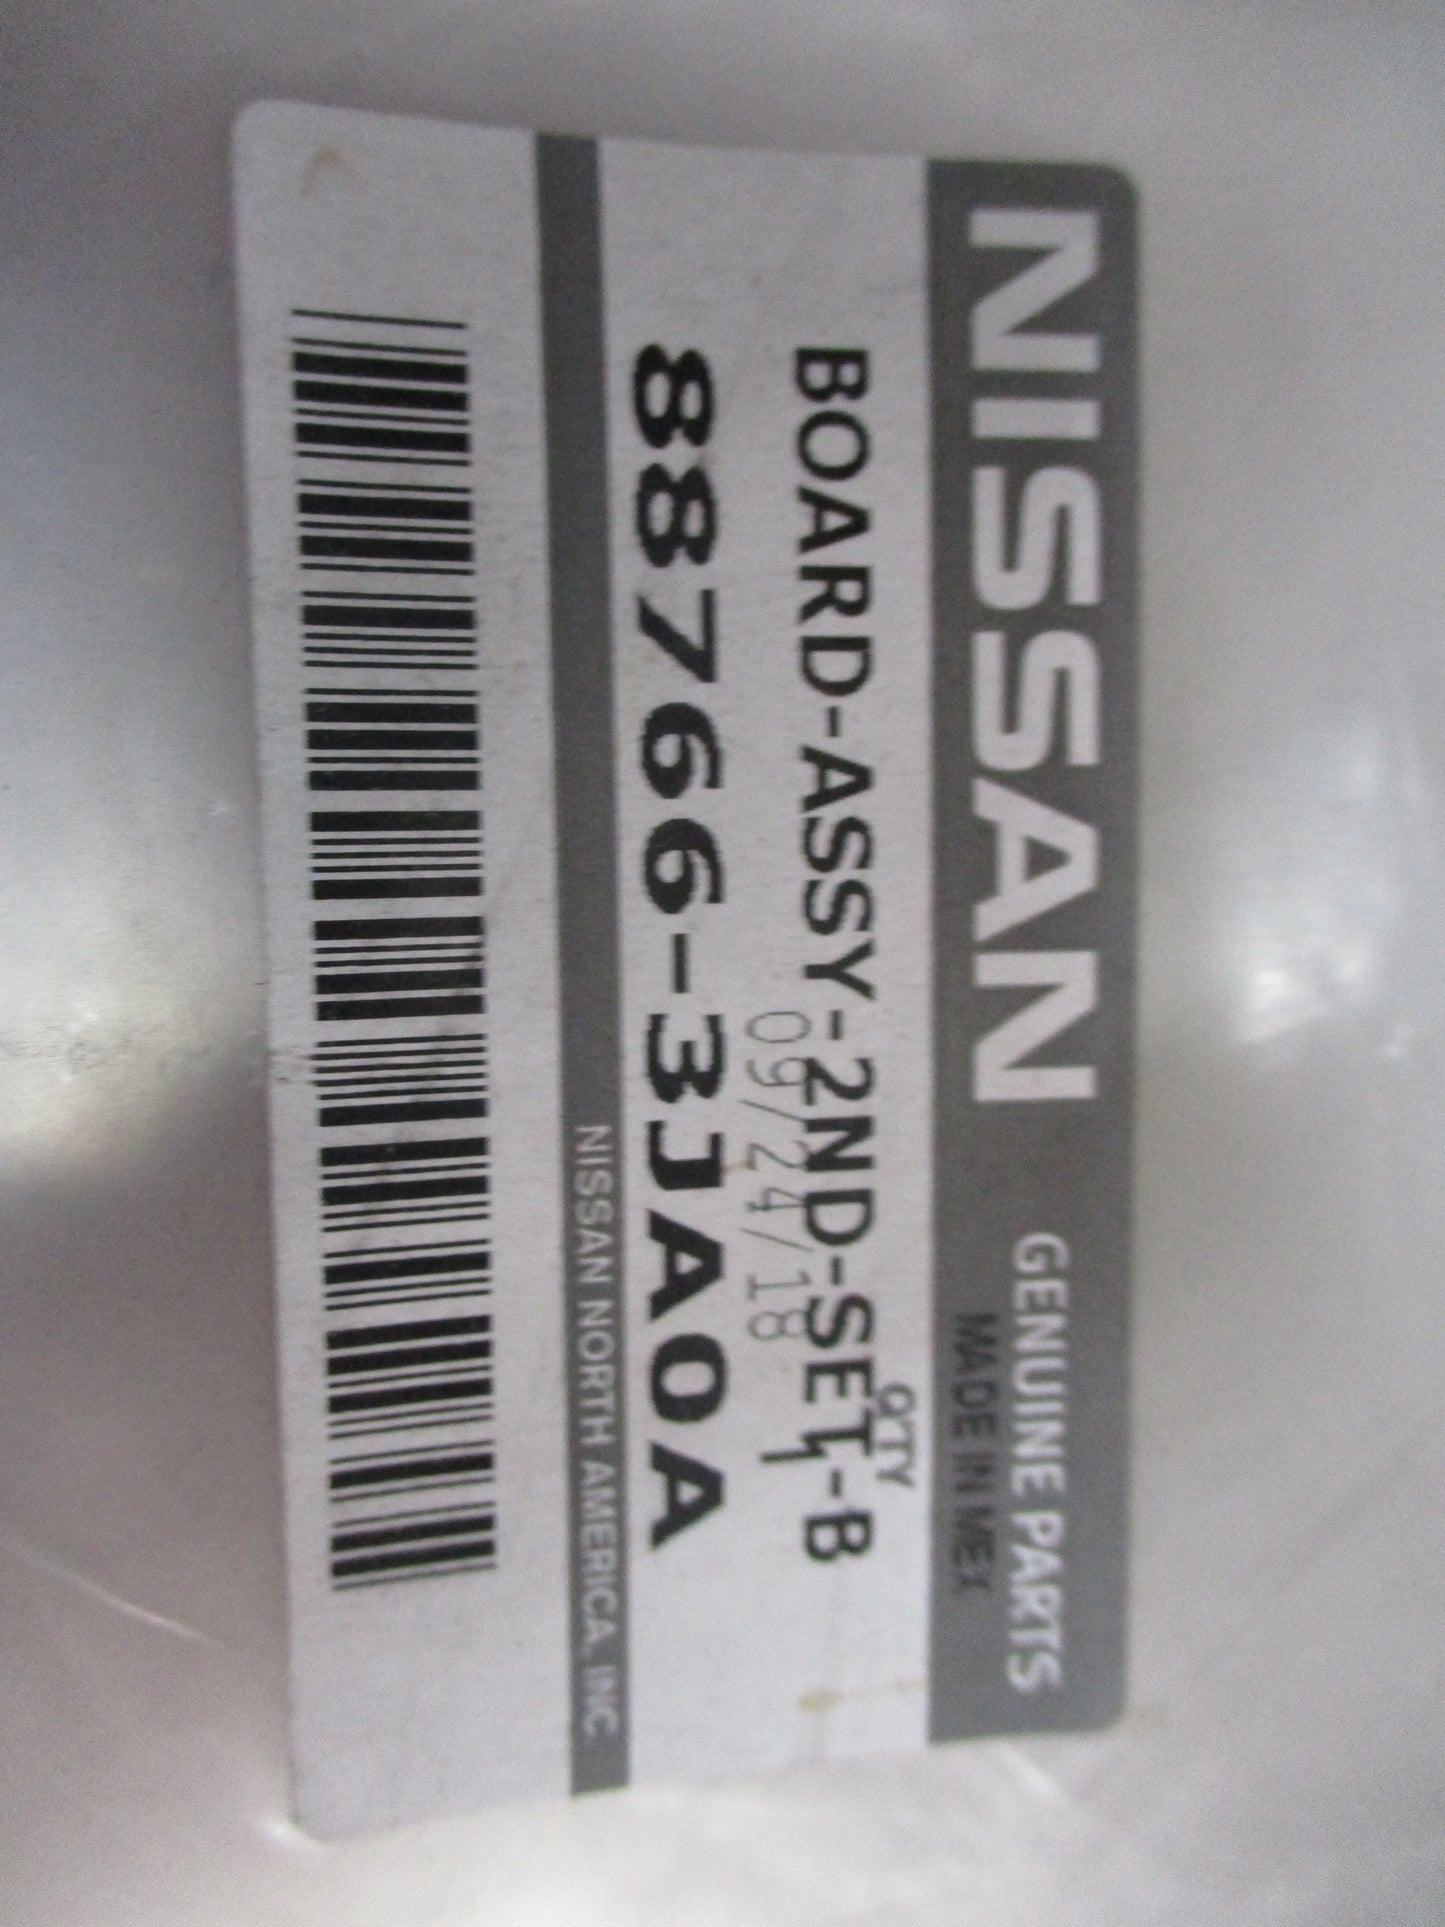 NISSAN
GENUINE PARTS
MADE IN MEX
QTY
BOARD-ASSY-2ND-SET-B
1
09/24/18
88766-3JA0A
NISSAN NORTH AMERICA, INC